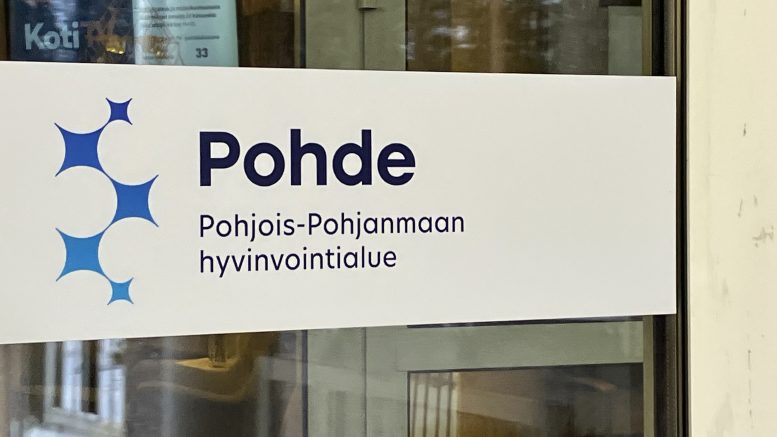 Koti
33
Pohde
Pohjois-Pohjanmaan
hyvinvointialue